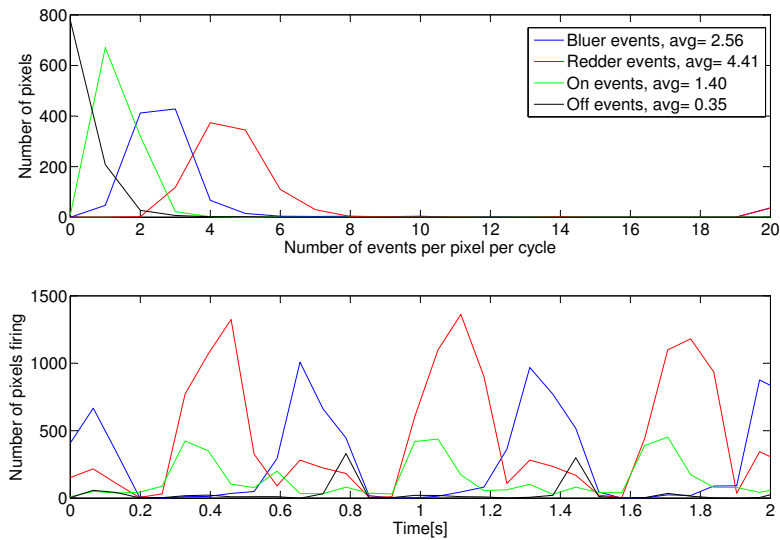 Number of pixels
800
600
400
200
0
0 2 4 6 8 10 12 14 16 18 20
Number of events per pixel per cycle
Bluer events, avg= 2.56
Redder events, avg= 4.41
On events, avg= 1.40
Off events, avg= 0.35
Number of pixels firing
1500
1000
500
0
0 0.2 0.4 0.6 0.8 1 1.2 1.4 1.6 1.8 2
Time[s]